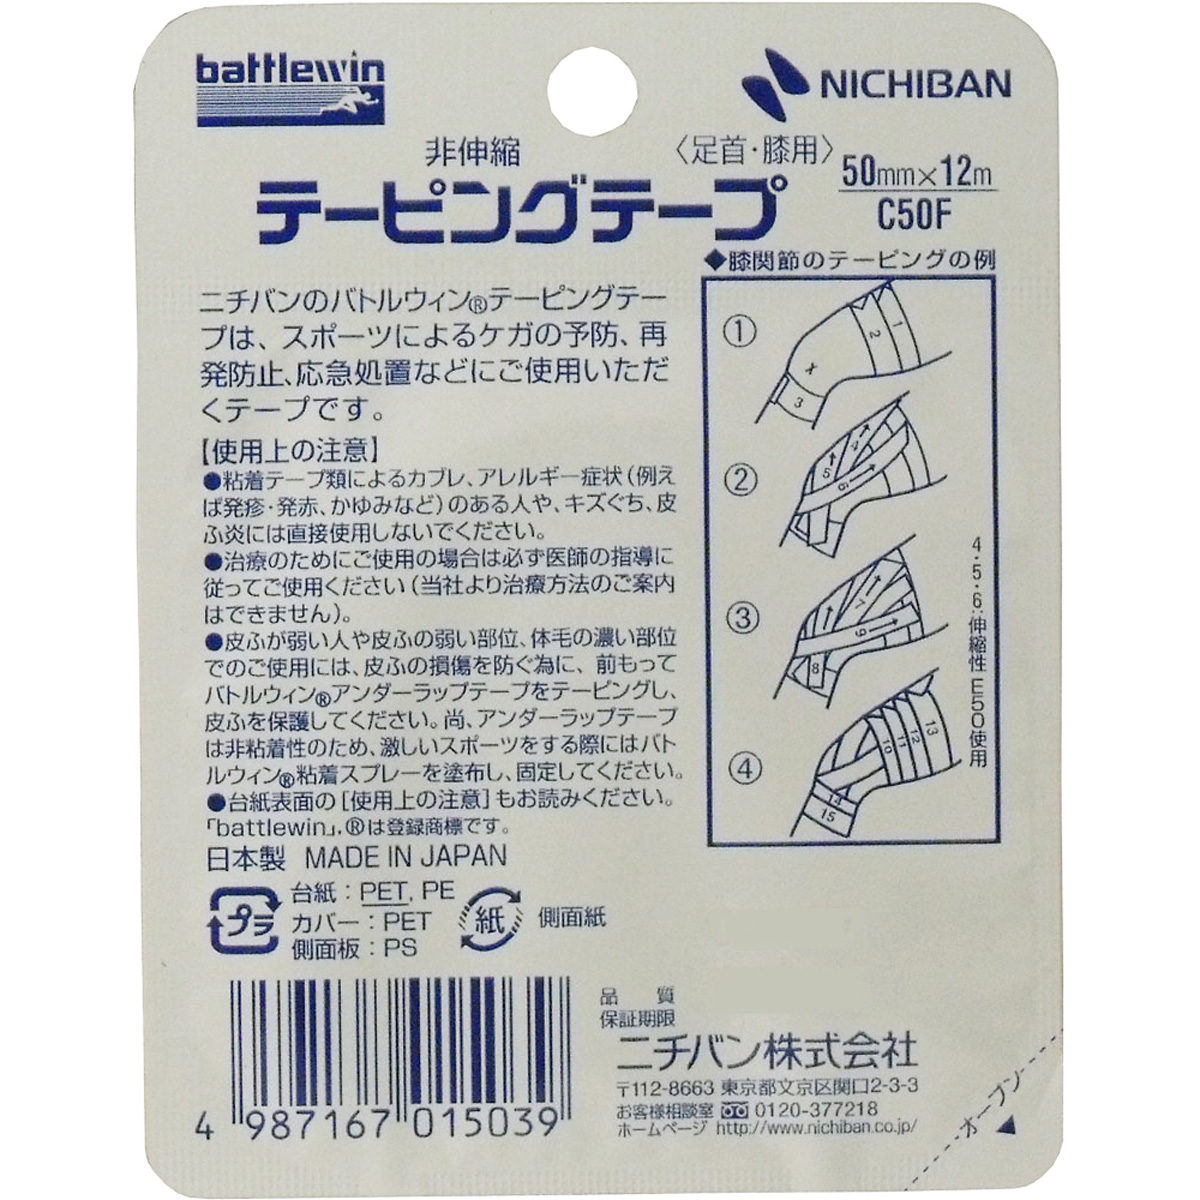 battlewin
NICHIBAN
非伸縮
〈足首・膝用〉
テーピングテープ
50mm×12m
C50F
◆膝関節のテーピングの例
ニチバンのバトルウィン®テーピングテー
プは、スポーツによるケガの予防、再
発防止、応急処置などにご使用いただ
くテープです。
【使用上の注意】
●粘着テープ類によるカブレ、アレルギー症状(例え
ば発疹・発赤、かゆみなど)のある人や、キズぐち、皮
ふ炎には直接使用しないでください。
●治療のためにご使用の場合は必ず医師の指導に
従ってご使用ください(当社より治療方法のご案内
はできません)。
●皮ふが弱い人や皮ふの弱い部位、体毛の濃い部位
でのご使用には、皮ふの損傷を防ぐ為に、前もって
バトルウィン®アンダーラップテープをテーピングし、
皮ふを保護してください。尚、アンダーラップテープ
は非粘着性のため、激しいスポーツをする際にはバト
ルウィン®粘着スプレーを塗布し、固定してください。
●台紙表面の[使用上の注意]もお読みください。
「battlewin」,®は登録商標です。
日本製 MADE IN JAPAN
①
1
2
X
3
②
4
5
6
③
7
8
9
④
10
11
12
13
14
15
4・5・6:伸縮性E50使用
プラ
台紙:PET, PE
カバー:PET
側面板:PS
紙
側面紙
4 987167 015039
品質
保証期限
ニチバン株式会社
〒112-8663 東京都文京区関口2-3-3
お客様相談室 0120-377218
ホームページ http://www.nichiban.co.jp/
オープン